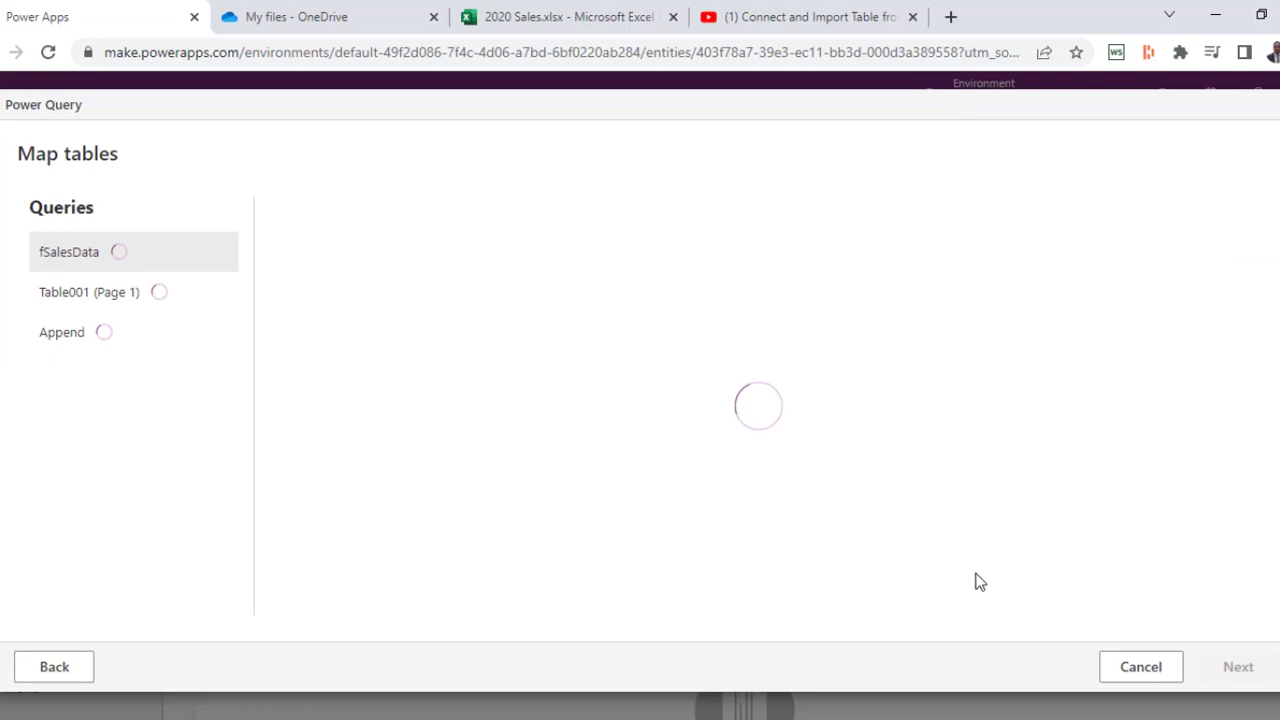 Power Apps
My files - OneDrive
2020 Sales.xlsx - Microsoft Excel
(1) Connect and Import Table fro
make.powerapps.com/environments/default-49f2d086-7f4c-4d06-a7bd-6bf0220ab284/entities/403f78a7-39e3-ec11-bb3d-000d3a389558?utm_so...
WS
Environment
Power Query
Map tables
Queries
fSalesData
Table001 (Page 1)
Append
Back
Cancel
Next